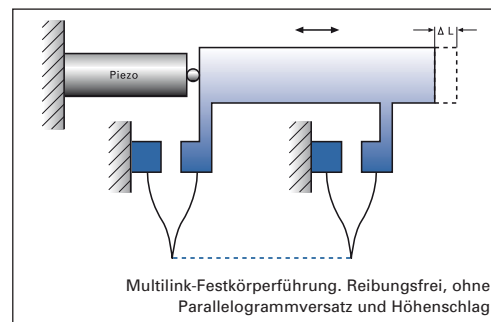 Δ L
Piezo
Multilink-Festkörperführung. Reibungsfrei, ohne
Parallelogrammversatz und Höhenschlag